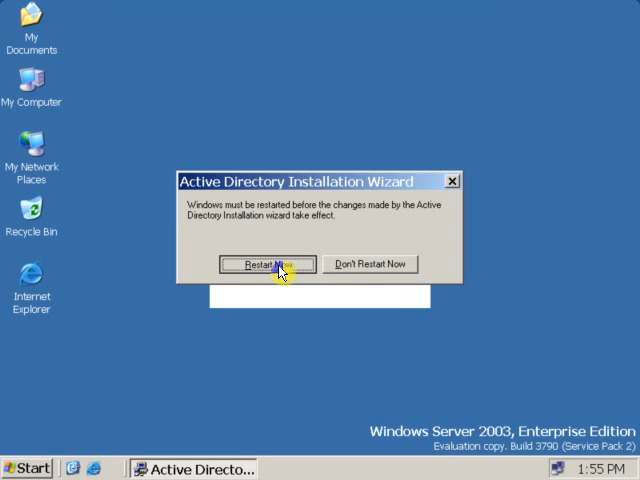 My
Documents
My Computer
My Network
Places
Recycle Bin
Internet
Explorer
Active Directory Installation Wizard
Windows must be restarted before the changes made by the Active
Directory Installation wizard take effect.
Restart Now
Don't Restart Now
Windows Server 2003, Enterprise Edition
Evaluation copy. Build 3790 (Service Pack 2)
Start
Active Directo...
1:55 PM